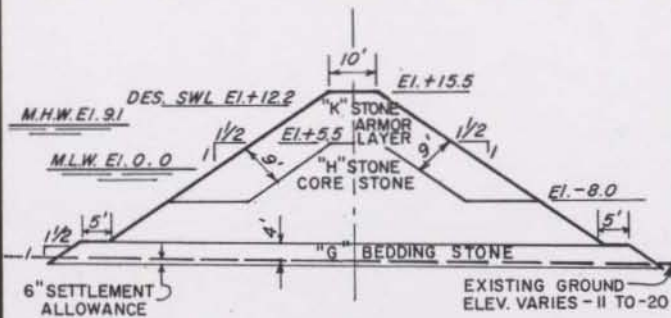 10'
DES. SWL El.+12.2
El.+15.5
M.H.W. El. 9.1
"K" STONE
ARMOR
LAYER
1 1/2
1
El.+5.5
6'
9'
1 1/2
1
M.L.W. El. 0.0
"H" STONE
CORE STONE
El.-8.0
1 1/2
1
5'
4'
5'
"G" BEDDING STONE
6" SETTLEMENT
ALLOWANCE
EXISTING GROUND
ELEV. VARIES -11 TO -20